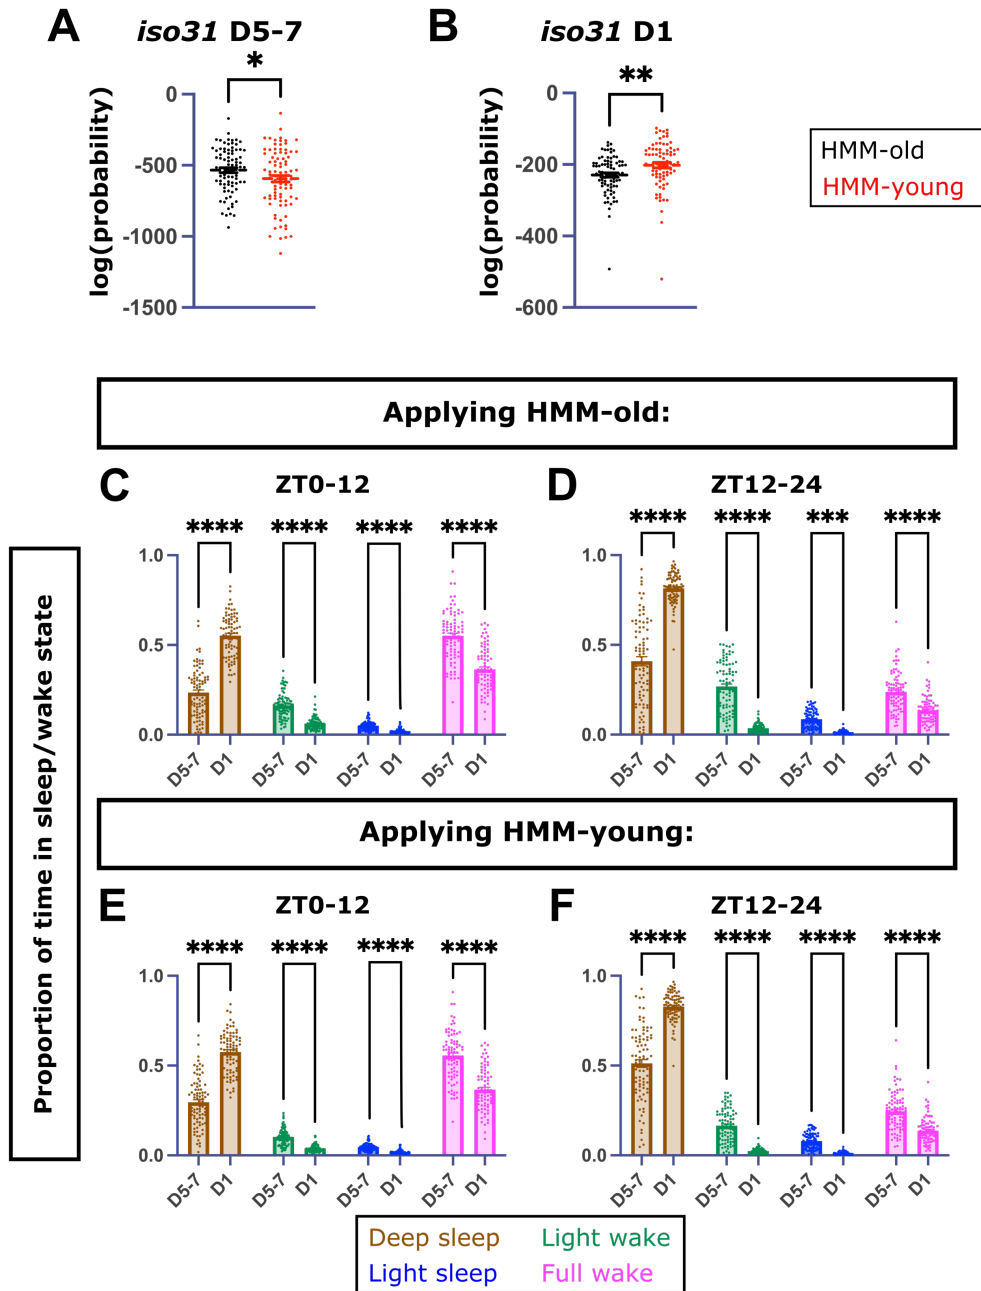 A
iso31 D5-7
*
log(probability)
0
-500
-1000
-1500
B
iso31 D1
**
log(probability)
0
-200
-400
-600
HMM-old
HMM-young
Applying HMM-old:
Proportion of time in sleep/wake state
C
ZT0-12
**** **** **** ****
1.0
0.5
0.0
D5-7 D1 D5-7 D1 D5-7 D1 D5-7 D1
D
ZT12-24
**** **** *** ****
1.0
0.5
0.0
D5-7 D1 D5-7 D1 D5-7 D1 D5-7 D1
Applying HMM-young:
E
ZT0-12
**** **** **** ****
1.0
0.5
0.0
D5-7 D1 D5-7 D1 D5-7 D1 D5-7 D1
F
ZT12-24
**** **** **** ****
1.0
0.5
0.0
D5-7 D1 D5-7 D1 D5-7 D1 D5-7 D1
Deep sleep Light wake
Light sleep Full wake